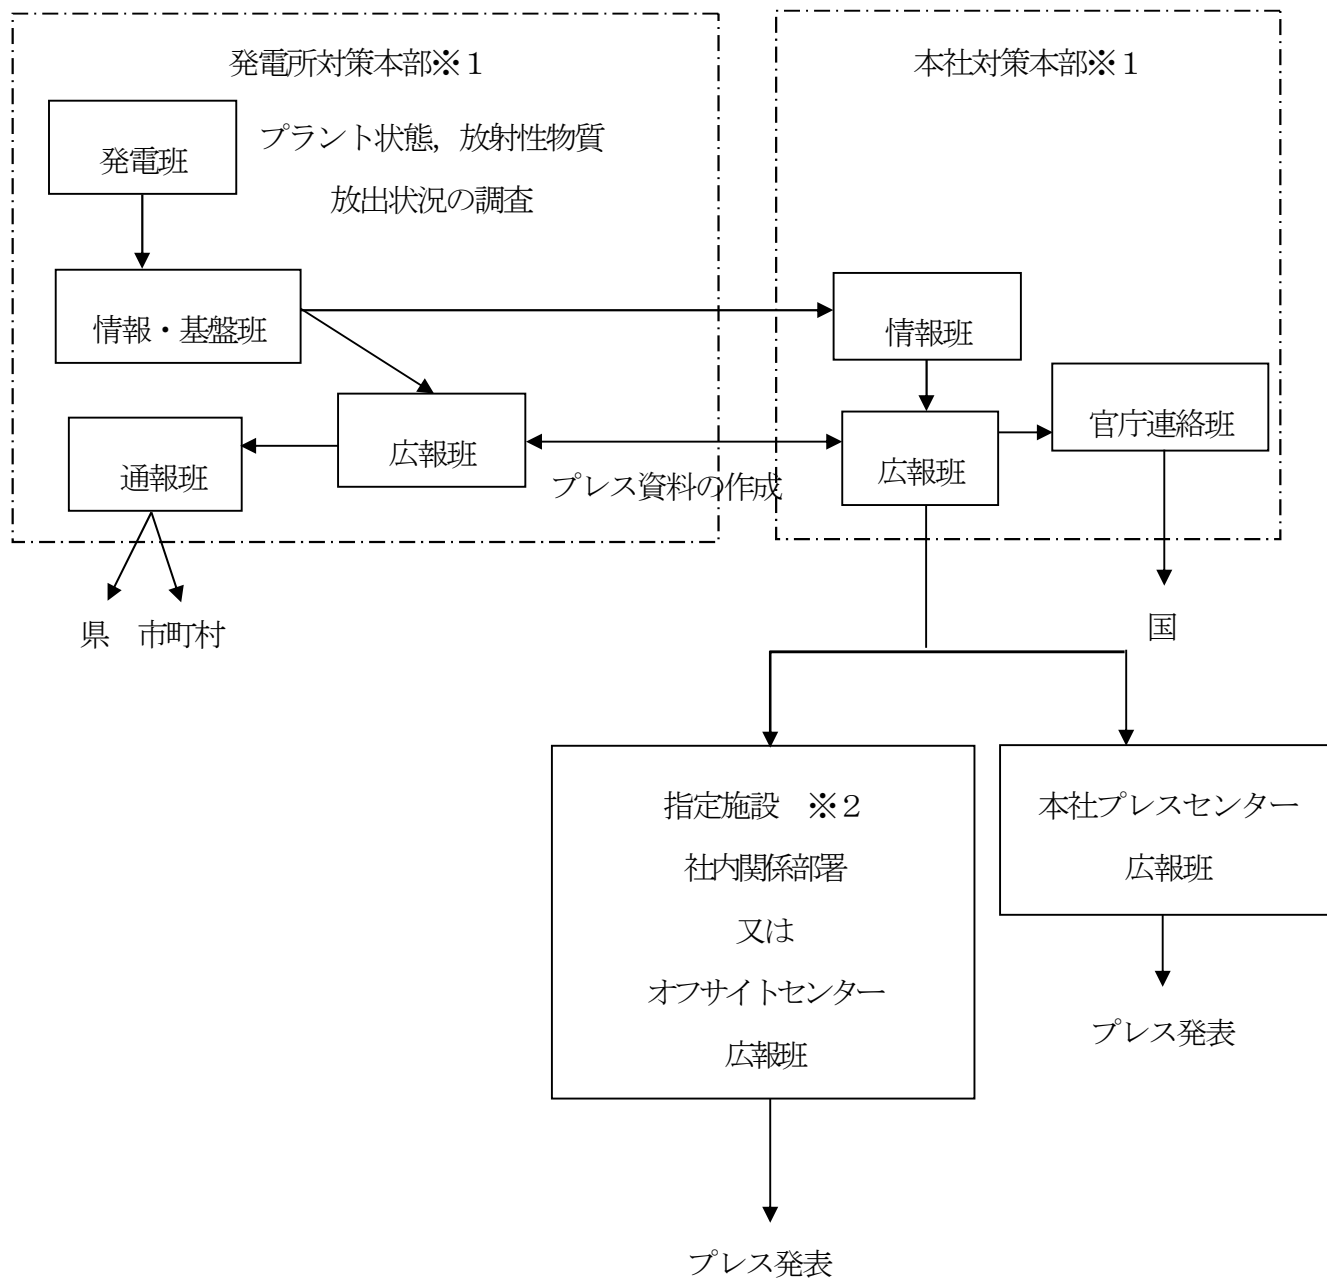 発電所対策本部※1
本社対策本部※1
発電班
プラント状態，放射性物質
放出状況の調査
情報・基盤班
情報班
官庁連絡班
広報班
広報班
通報班
プレス資料の作成
県　市町村
国
指定施設　※2
社内関係部署
又は
オフサイトセンター
広報班
本社プレスセンター
広報班
プレス発表
プレス発表